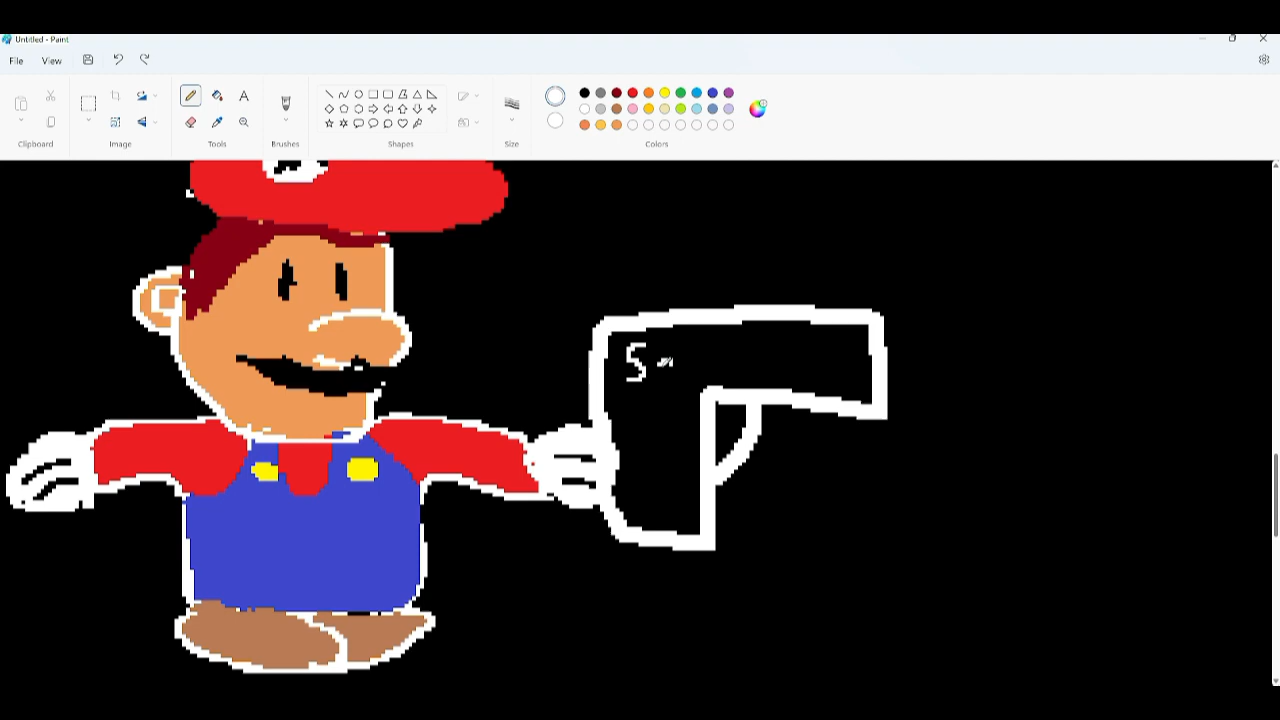 Untitled - Paint
File View
Clipboard Image Tools Brushes Shapes Size Colors
A
S